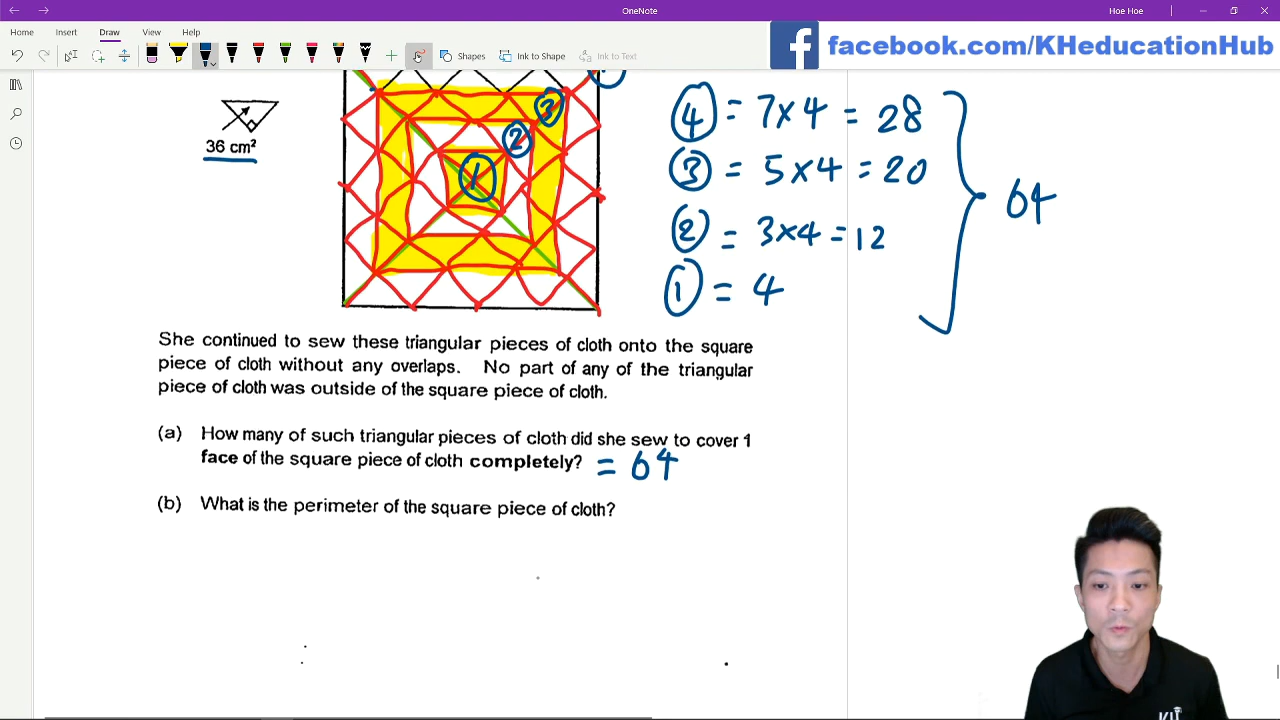 OneNote
Hoe Hoe
Home
Insert
Draw
View
Help
Shapes
Ink to Shape
Ink to Text
f facebook.com/KHeducationHub
36 cm²
① ② ③
④ = 7 x 4 = 28
③ = 5 x 4 = 20
② = 3 x 4 = 12
① = 4
64
She continued to sew these triangular pieces of cloth onto the square
piece of cloth without any overlaps. No part of any of the triangular
piece of cloth was outside of the square piece of cloth.
(a) How many of such triangular pieces of cloth did she sew to cover 1
face of the square piece of cloth completely? = 64
(b) What is the perimeter of the square piece of cloth?